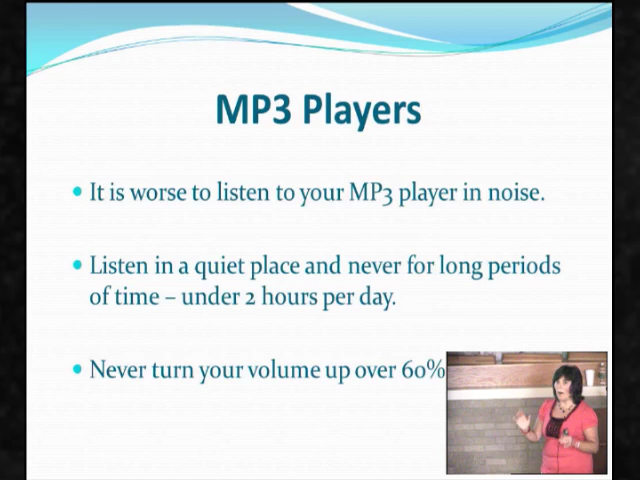 MP3 Players
It is worse to listen to your MP3 player in noise.
Listen in a quiet place and never for long periods
of time – under 2 hours per day.
Never turn your volume up over 60%